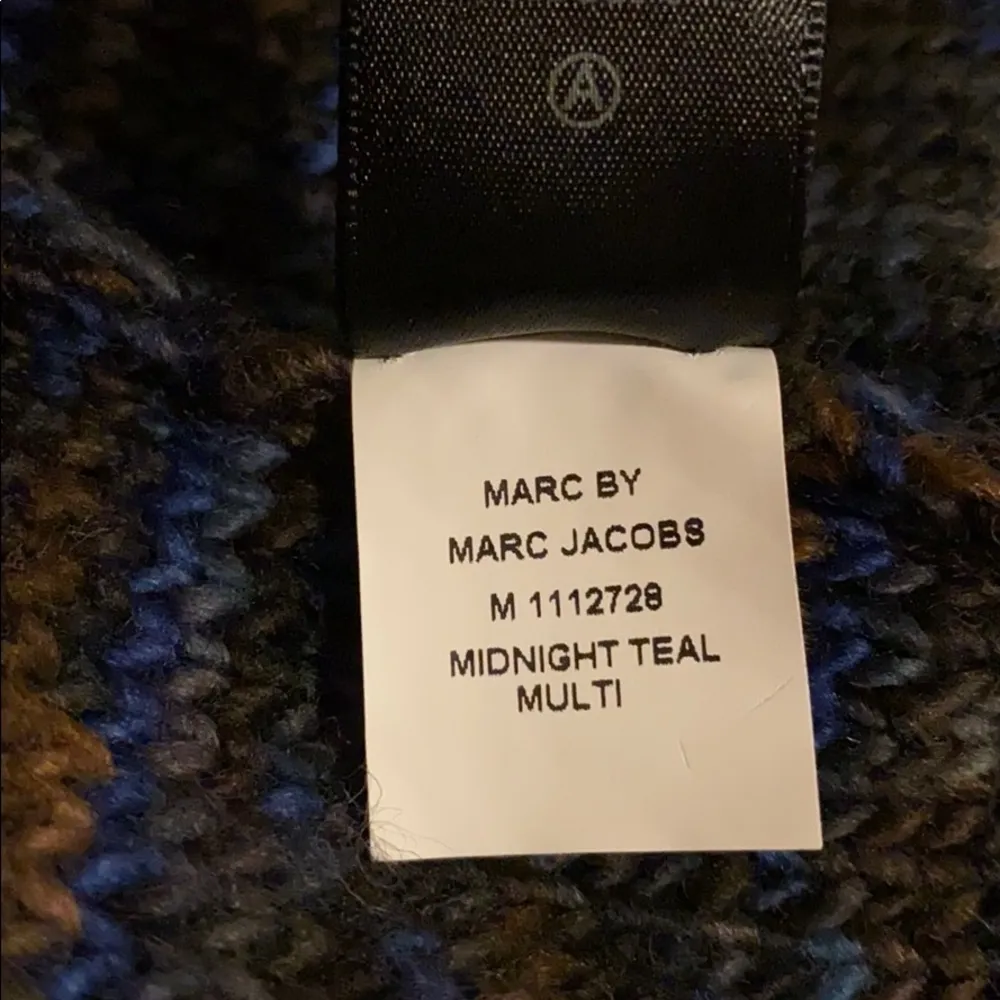 A
MARC BY
MARC JACOBS
M 1112728
MIDNIGHT TEAL
MULTI